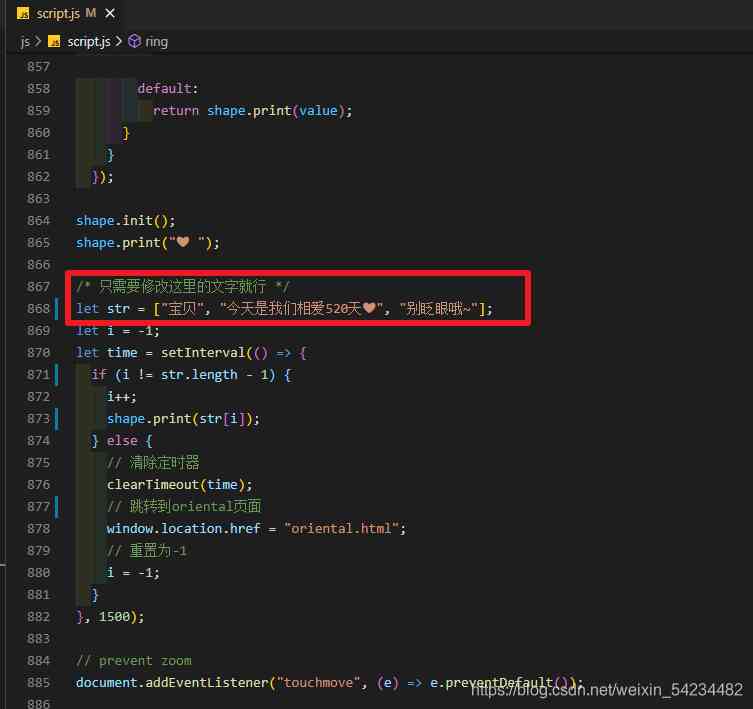 script.js M ✕
js > script.js > ring
857
858 default:
859 return shape.print(value);
860 }
861 }
862 });
863
864 shape.init();
865 shape.print("🤎 ");
866
867 /* 只需要修改这里的文字就行 */
868 let str = ["宝贝", "今天是我们相爱520天🤎", "别眨眼哦~"];
869 let i = -1;
870 let time = setInterval(() => {
871 if (i != str.length - 1) {
872 i++;
873 shape.print(str[i]);
874 } else {
875 // 清除定时器
876 clearTimeout(time);
877 // 跳转到oriental页面
878 window.location.href = "oriental.html";
879 // 重置为-1
880 i = -1;
881 }
882 }, 1500);
883
884 // prevent zoom
885 document.addEventListener("touchmove", (e) => e.preventDefault());
https://blog.csdn.net/weixin_54234482
886